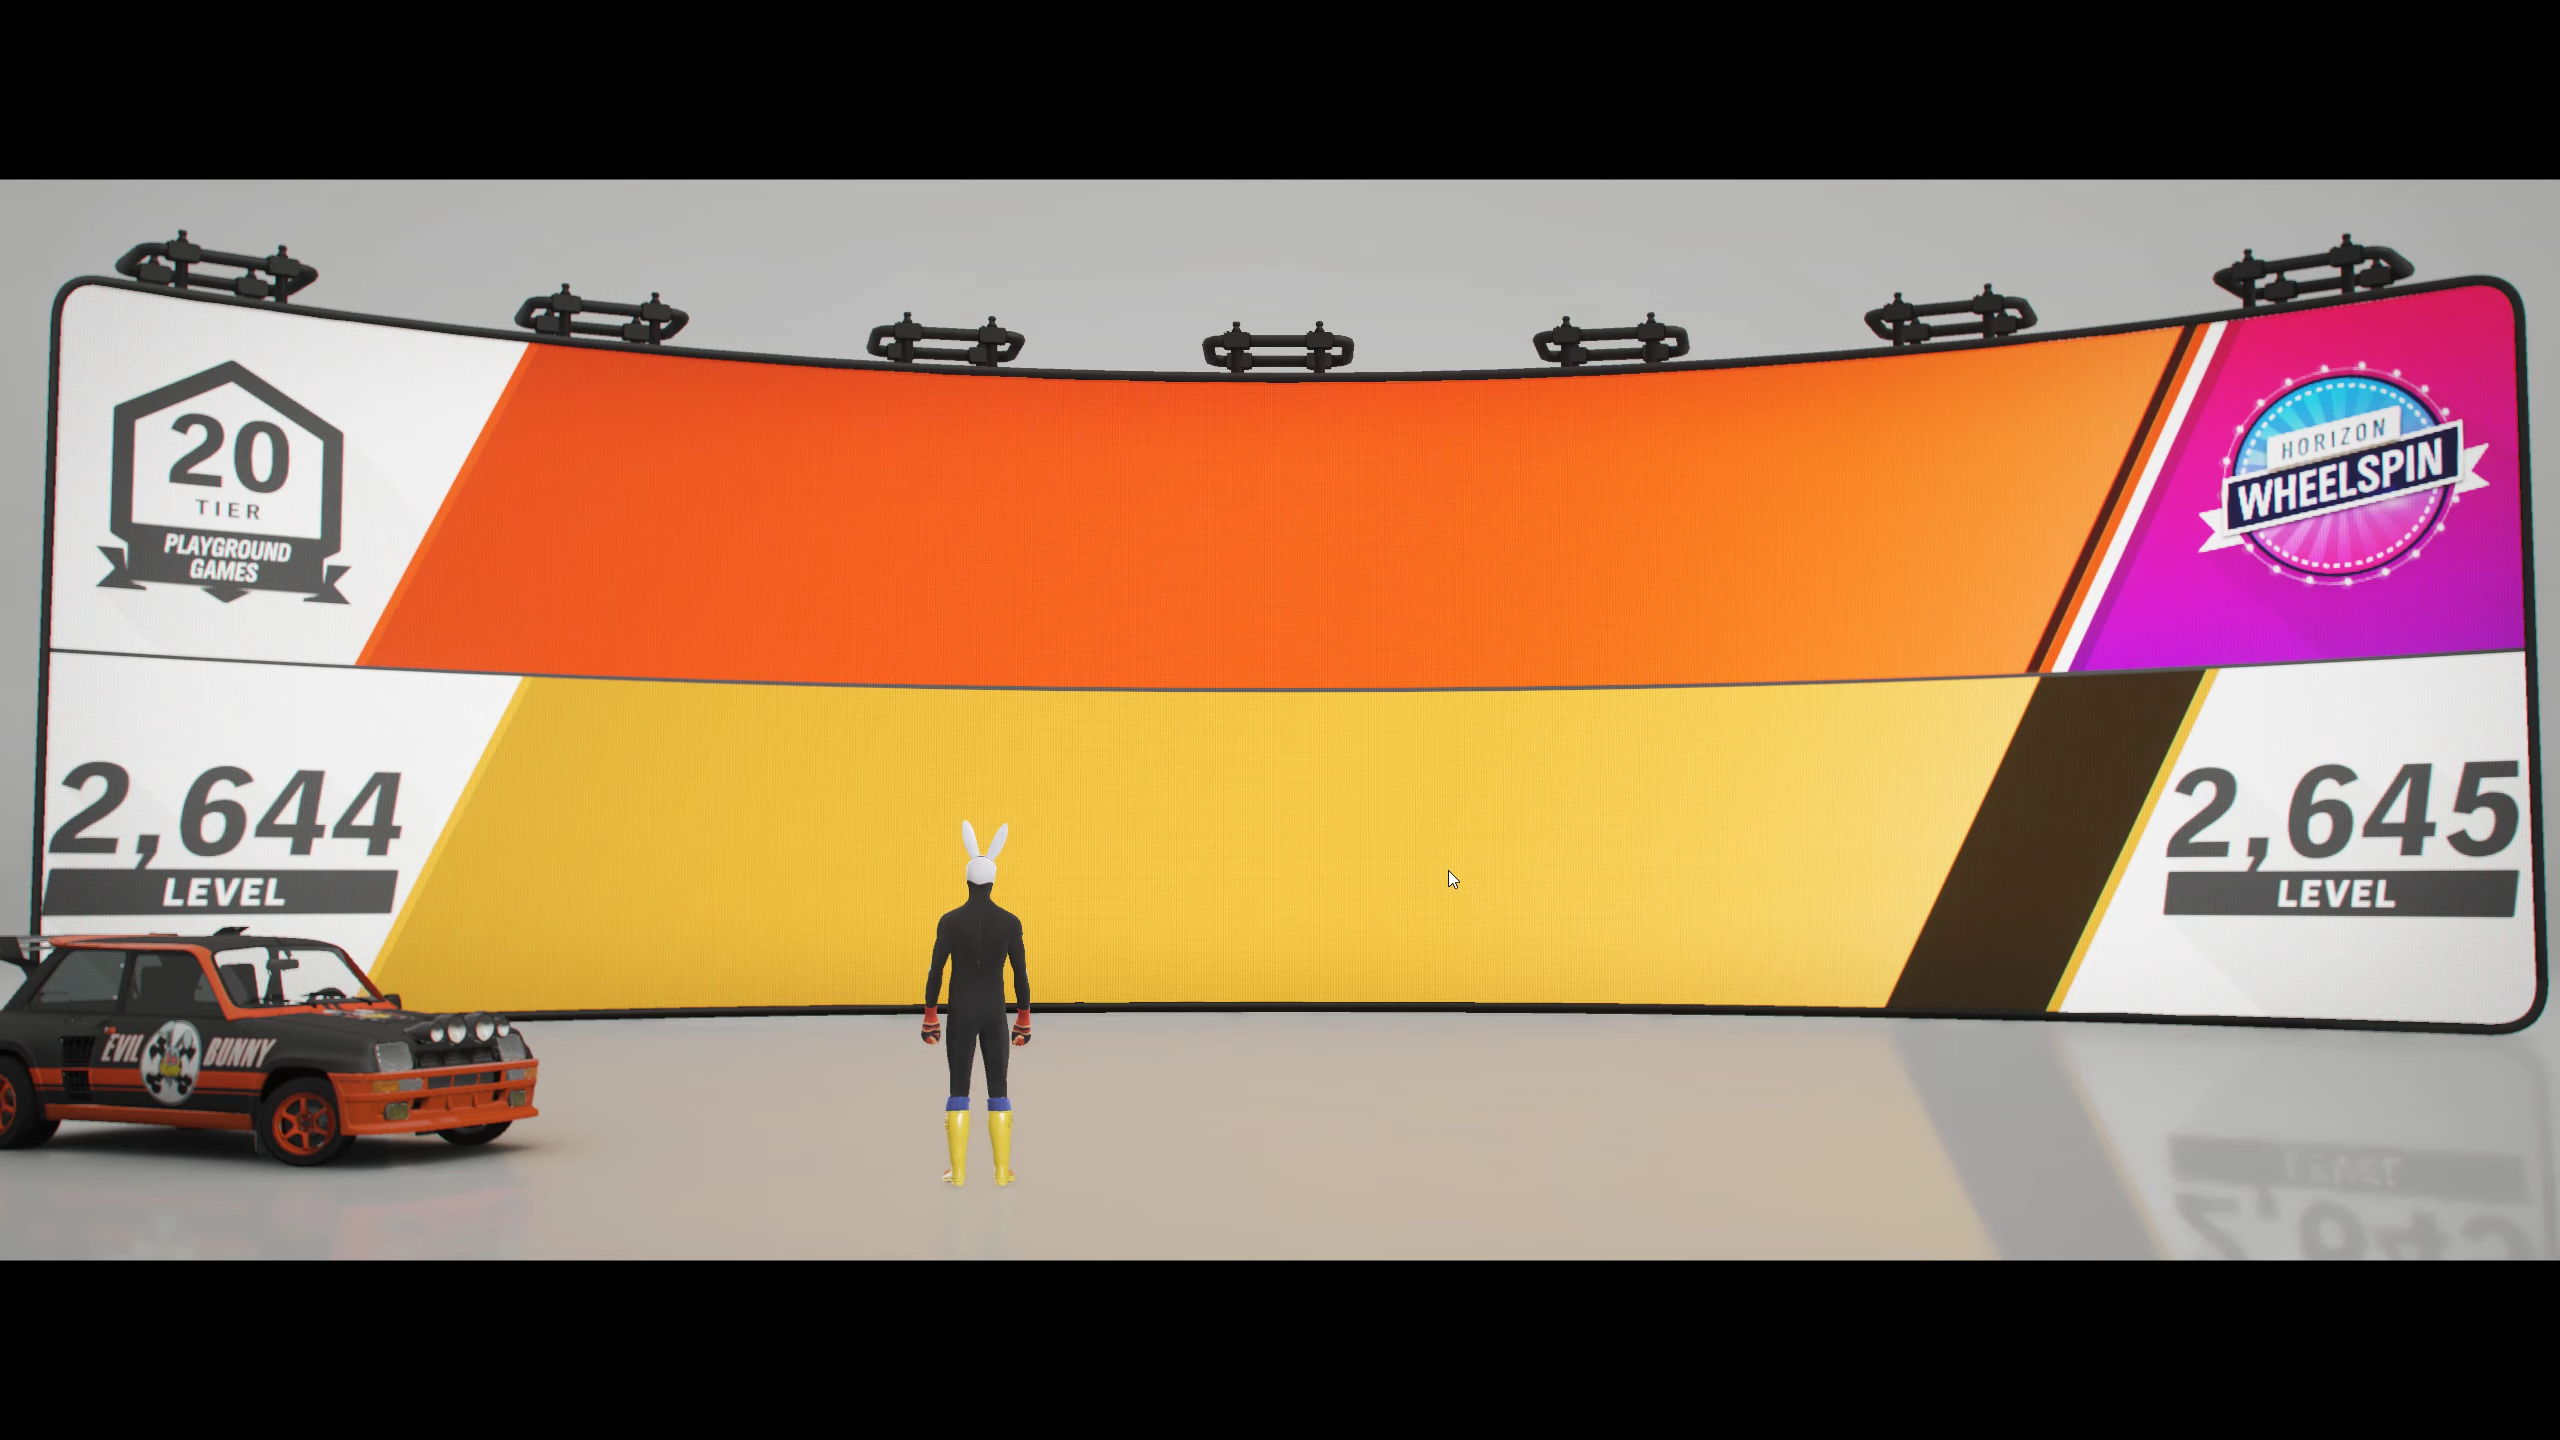 20
TIER
PLAYGROUND
GAMES
HORIZON
WHEELSPIN
2,644
LEVEL
2,645
LEVEL
EVIL BUNNY